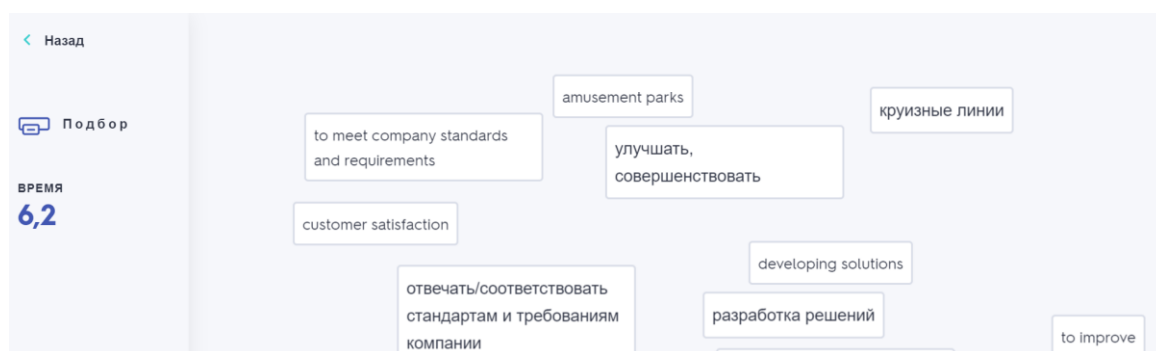 Назад
Подбор
ВРЕМЯ
6,2
amusement parks
круизные линии
to meet company standards
and requirements
улучшать,
совершенствовать
customer satisfaction
developing solutions
отвечать/соответствовать
стандартам и требованиям
компании
разработка решений
to improve